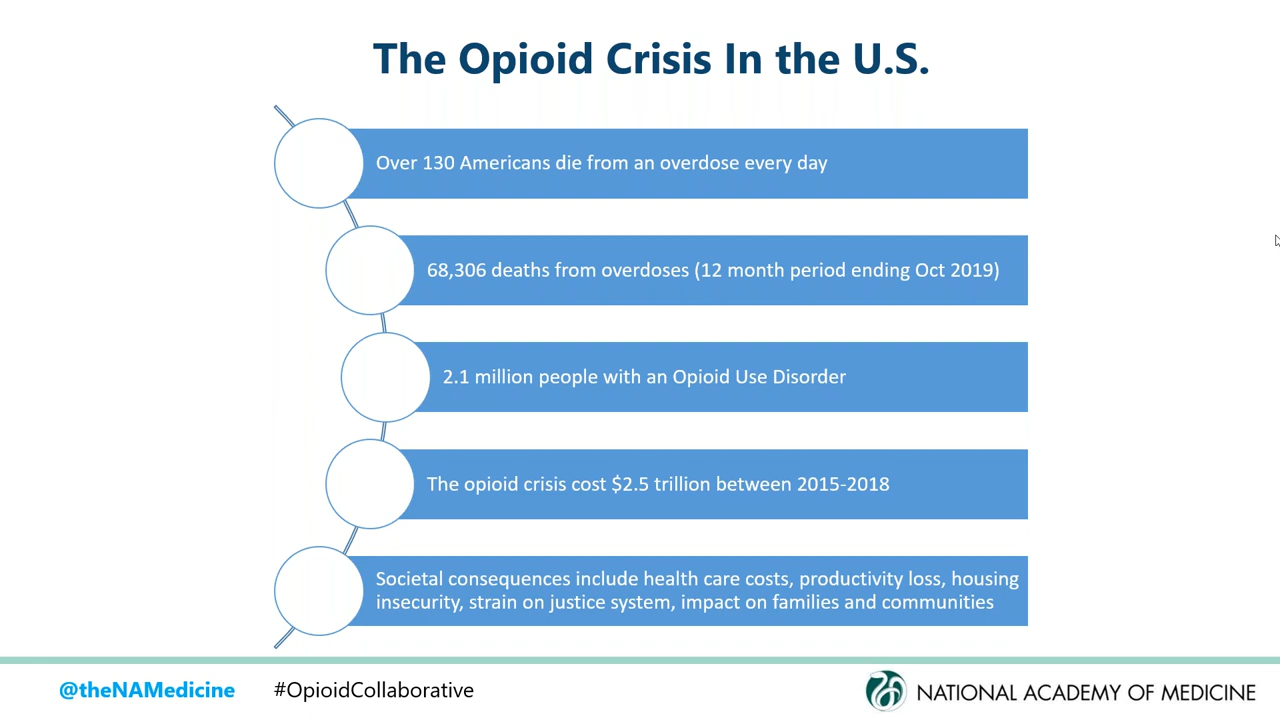 The Opioid Crisis In the U.S.
Over 130 Americans die from an overdose every day
68,306 deaths from overdoses (12 month period ending Oct 2019)
2.1 million people with an Opioid Use Disorder
The opioid crisis cost $2.5 trillion between 2015-2018
Societal consequences include health care costs, productivity loss, housing
insecurity, strain on justice system, impact on families and communities
@theNAMedicine #OpioidCollaborative NATIONAL ACADEMY OF MEDICINE